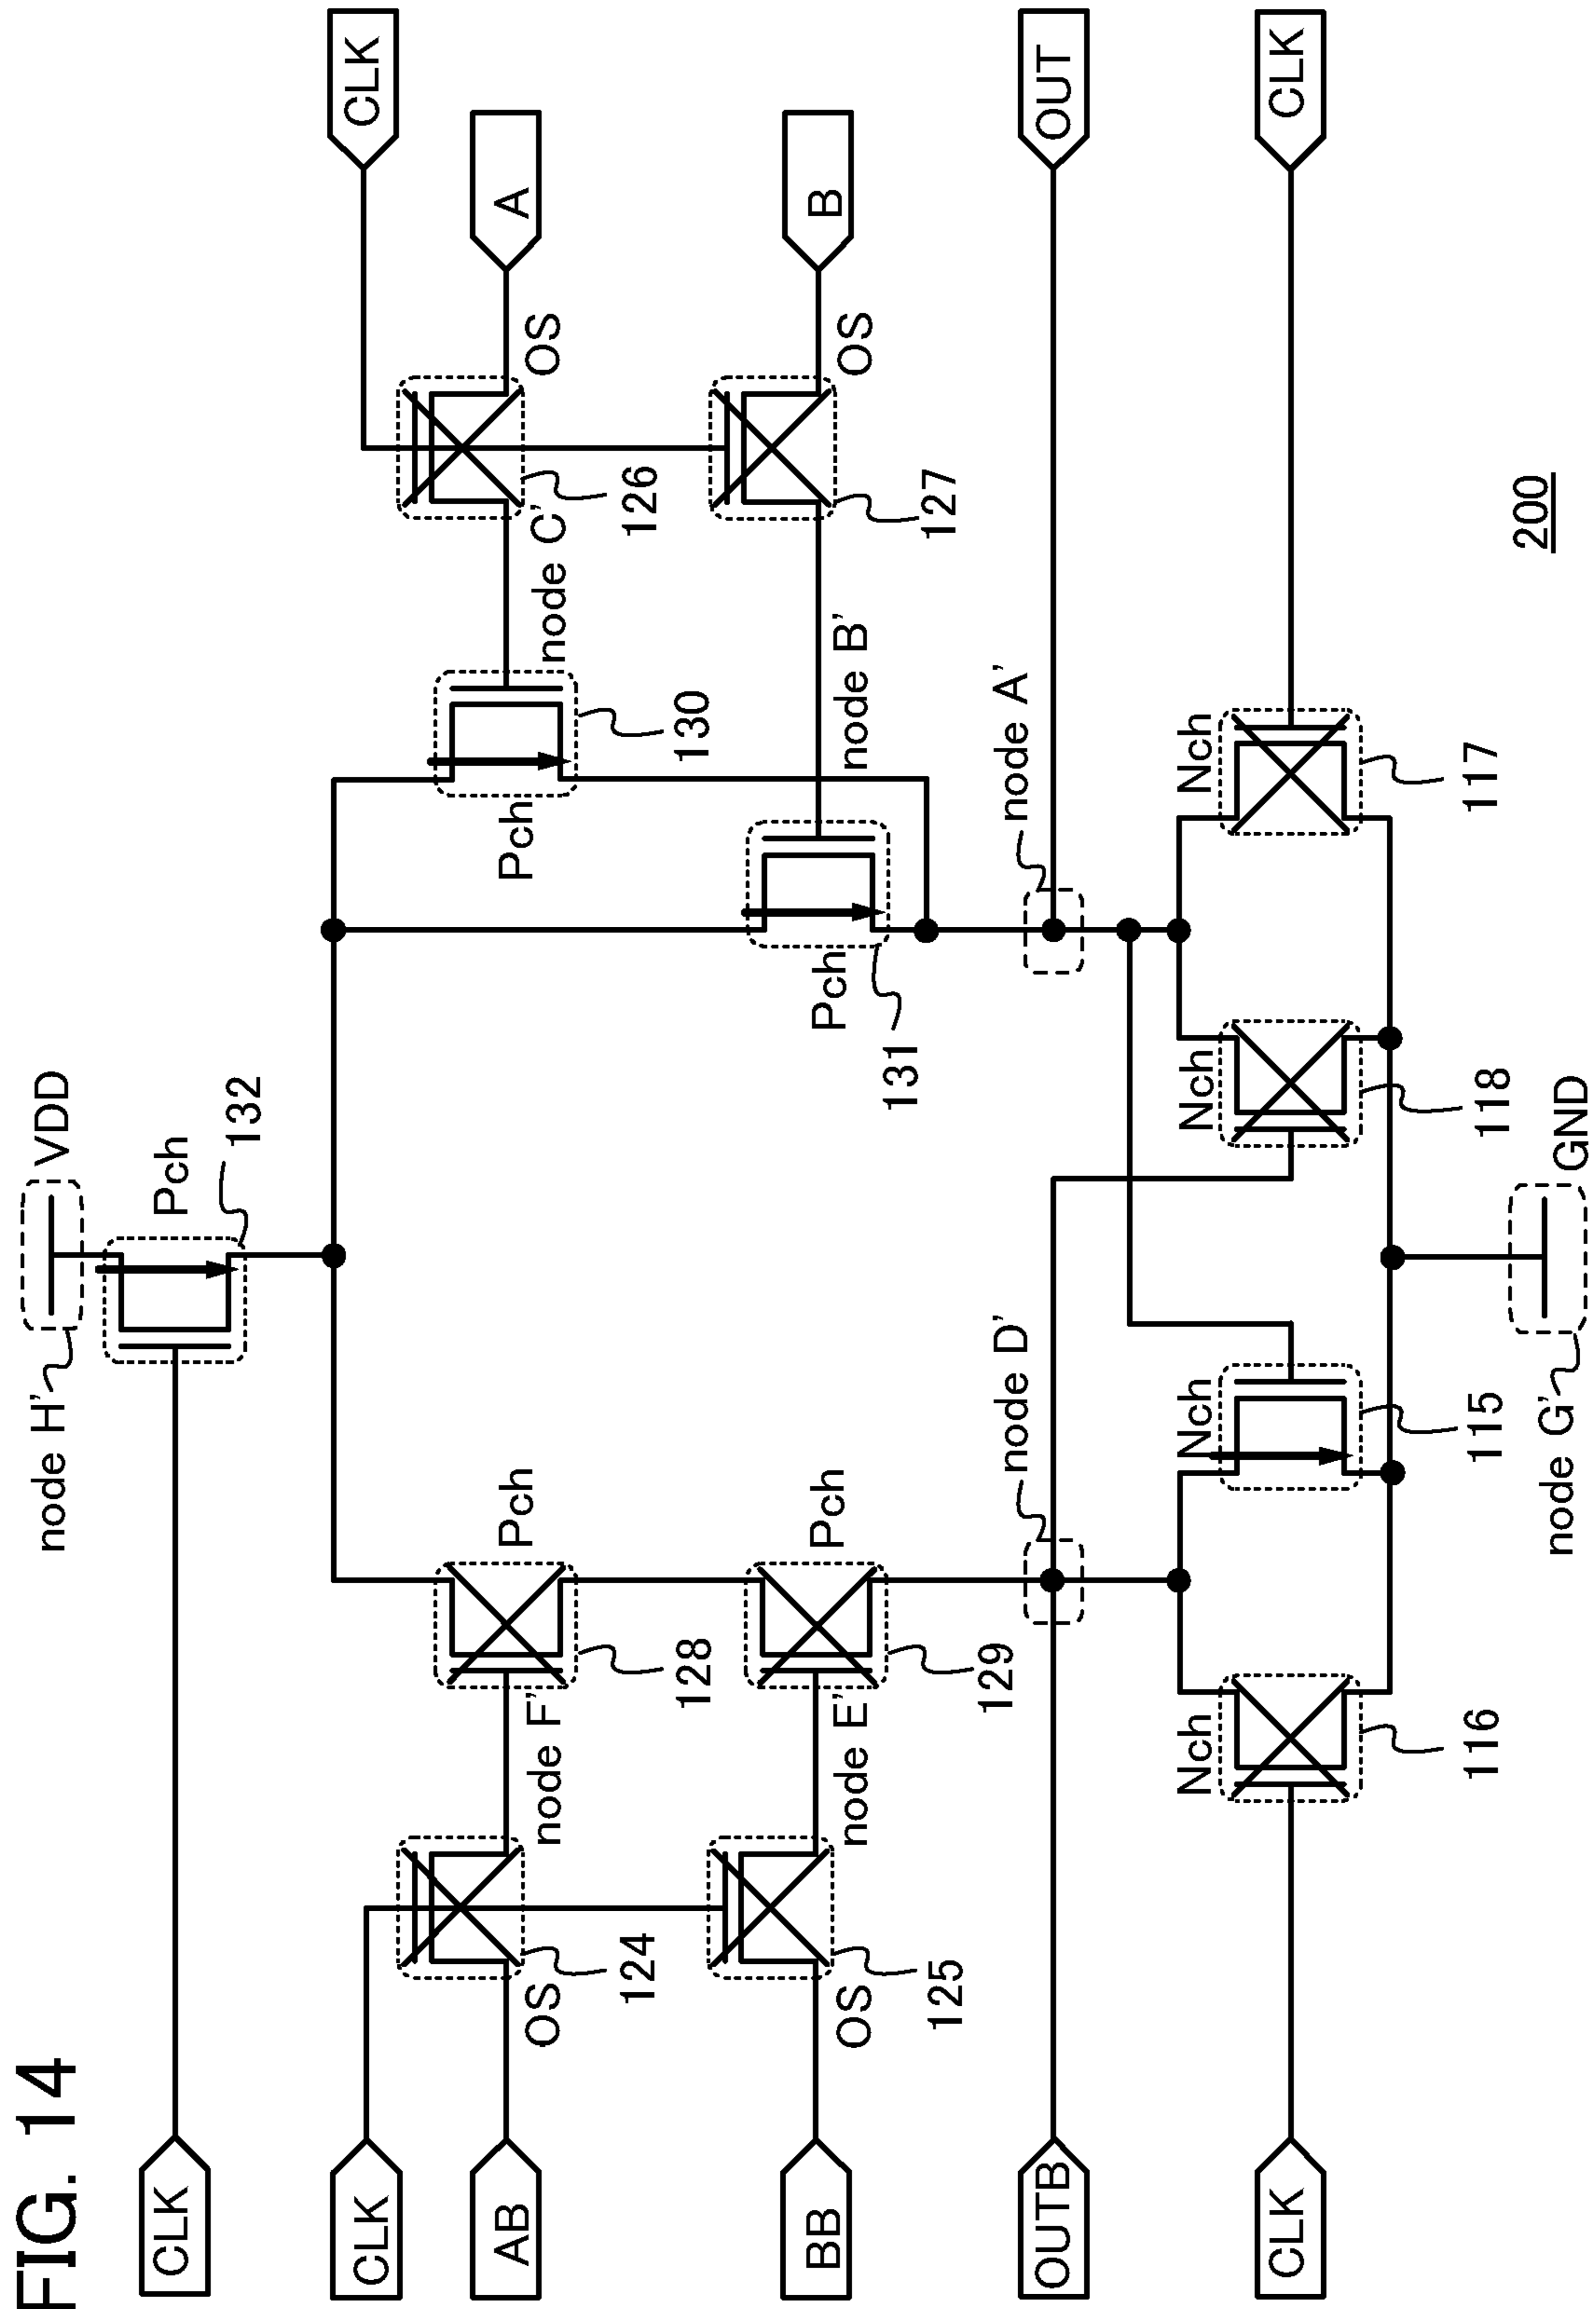 FIG. 14
node H'
VDD
CLK
Pch
132
CLK
CLK
AB
OS
124
node F'
Pch
128
Pch
130
node C'
126
OS
A
BB
OS
125
node E'
Pch
129
Pch
131
node B'
127
OS
B
OUTB
node D'
node A'
OUT
CLK
Nch
116
Nch
115
Nch
118
Nch
117
CLK
node G'
GND
200